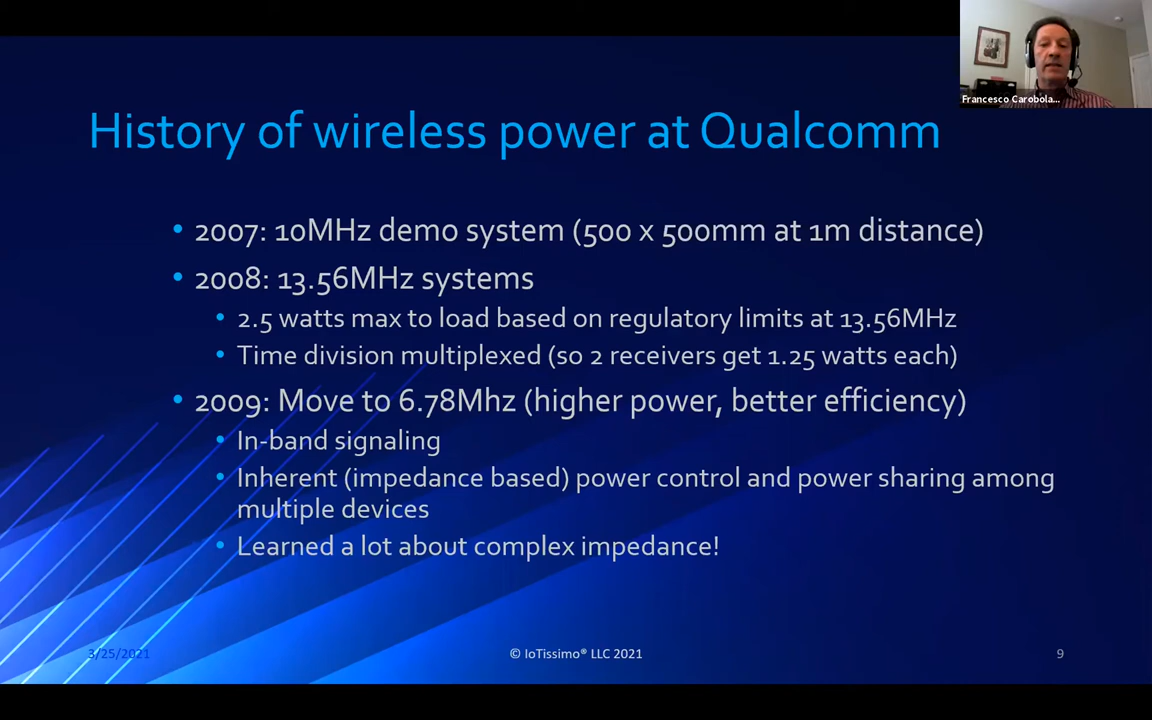 Francesco Carobola...
History of wireless power at Qualcomm
• 2007: 10MHz demo system (500 x 500mm at 1m distance)
• 2008: 13.56MHz systems
• 2.5 watts max to load based on regulatory limits at 13.56MHz
• Time division multiplexed (so 2 receivers get 1.25 watts each)
• 2009: Move to 6.78Mhz (higher power, better efficiency)
• In-band signaling
• Inherent (impedance based) power control and power sharing among
multiple devices
• Learned a lot about complex impedance!
3/25/2021
© IoTissimo® LLC 2021
9